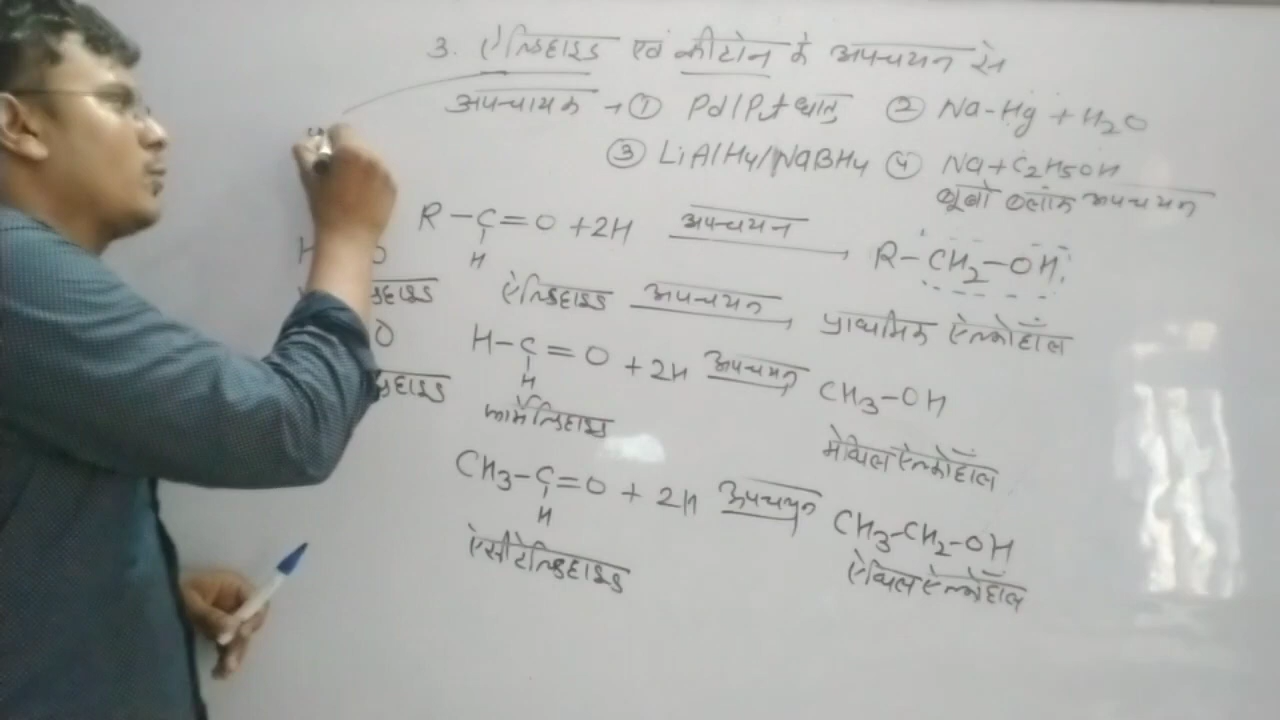 3. ऐल्डिहाइड एवं कीटोन के अपचयन से
अपचायक → ① Pd/Pt धातु ② Na-Hg + H2O
③ LiAlH4/NaBH4 ④ Na+C2H5OH
बूबो ब्लांक अपचयन
R-C=O +2H अपचयन → R-CH2-OH
H
ऐल्डिहाइड अपचयन → प्राथमिक ऐल्कोहॉल
H-C=O + 2H अपचयन → CH3-OH
H
फार्मेल्डिहाइड मेथिल ऐल्कोहॉल
CH3-C=O + 2H अपचयन → CH3-CH2-OH
H
ऐसीटैल्डिहाइड ऐथिल ऐल्कोहॉल